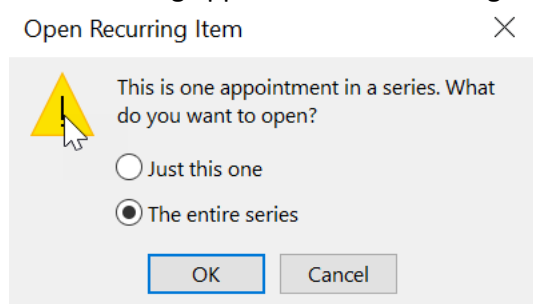 Open Recurring Item
This is one appointment in a series. What
do you want to open?
Just this one
The entire series
OK
Cancel